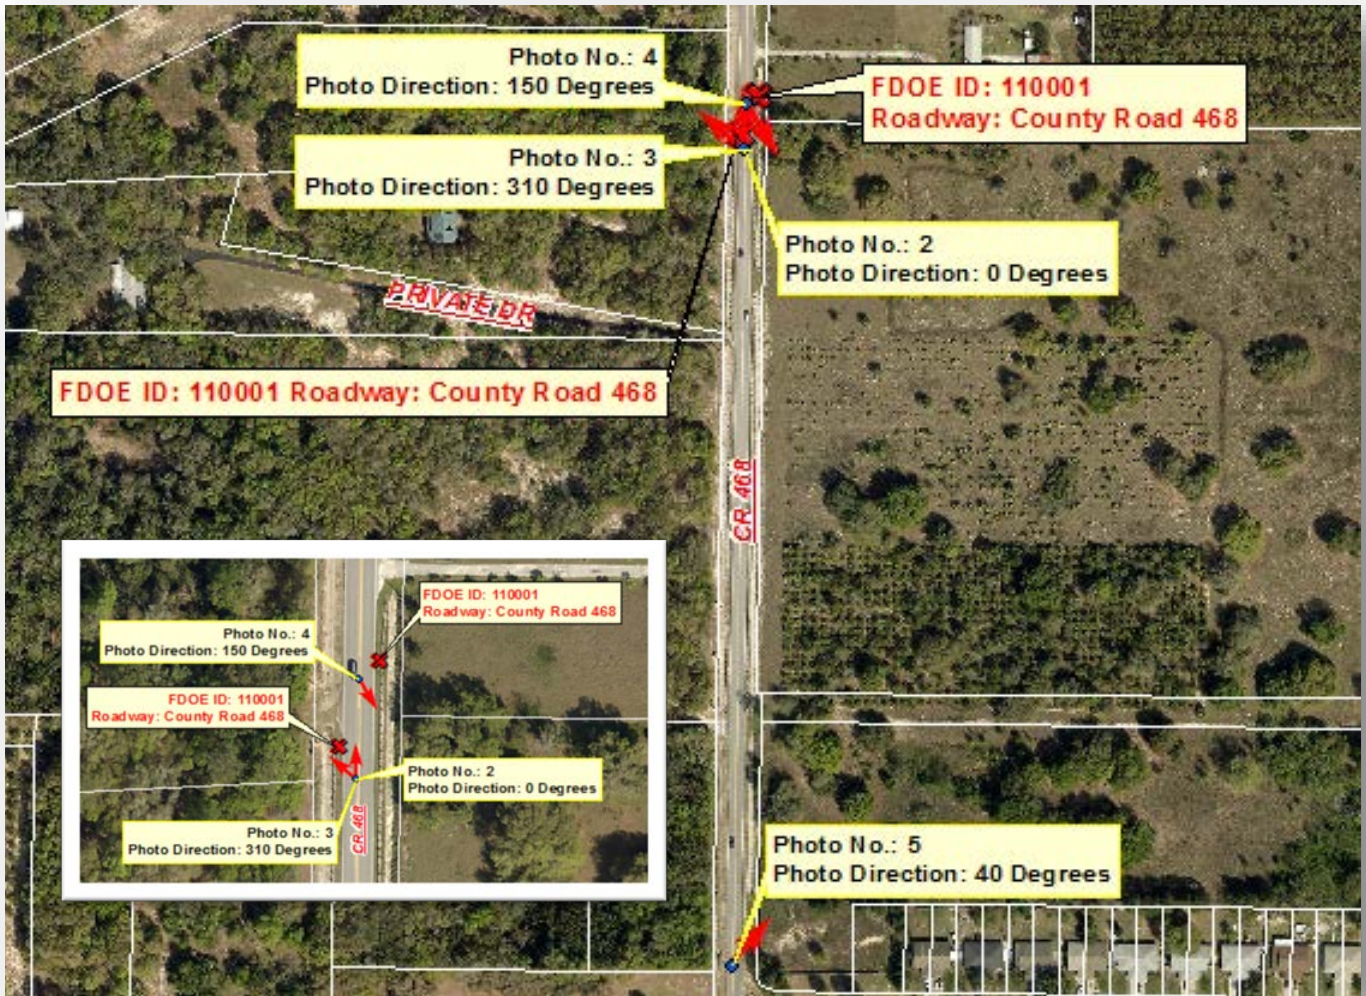 Photo No.: 4
Photo Direction: 150 Degrees
FDOE ID: 110001
Roadway: County Road 468
Photo No.: 3
Photo Direction: 310 Degrees
Photo No.: 2
Photo Direction: 0 Degrees
PRIVATE DR
FDOE ID: 110001 Roadway: County Road 468
CR 468
FDOE ID: 110001
Roadway: County Road 468
Photo No.: 4
Photo Direction: 150 Degrees
FDOE ID: 110001
Roadway: County Road 468
Photo No.: 2
Photo Direction: 0 Degrees
CR 468
Photo No.: 3
Photo Direction: 310 Degrees
Photo No.: 5
Photo Direction: 40 Degrees